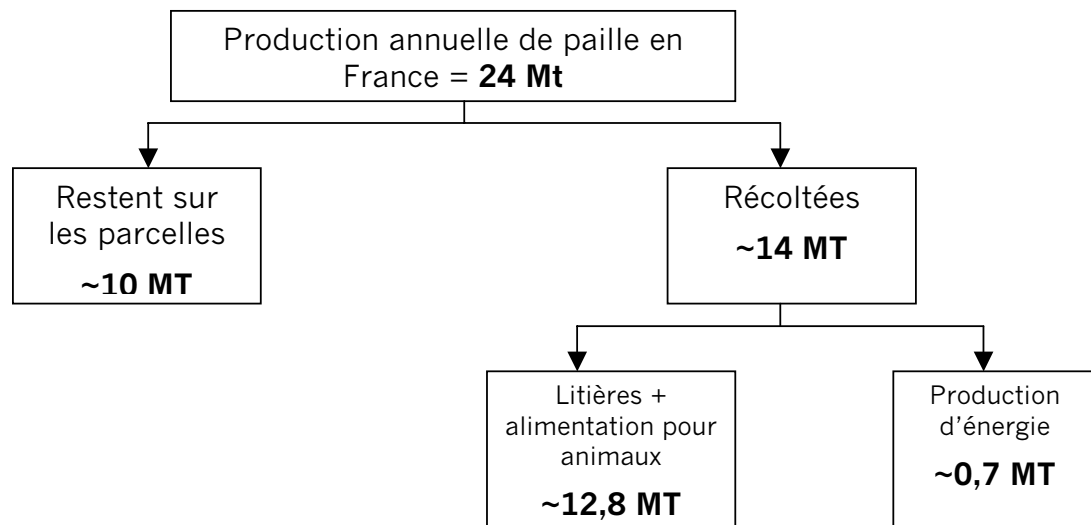 Production annuelle de paille en
France = 24 Mt
Restent sur
les parcelles
~10 MT
Récoltées
~14 MT
Litières +
alimentation pour
animaux
~12,8 MT
Production
d'énergie
~0,7 MT